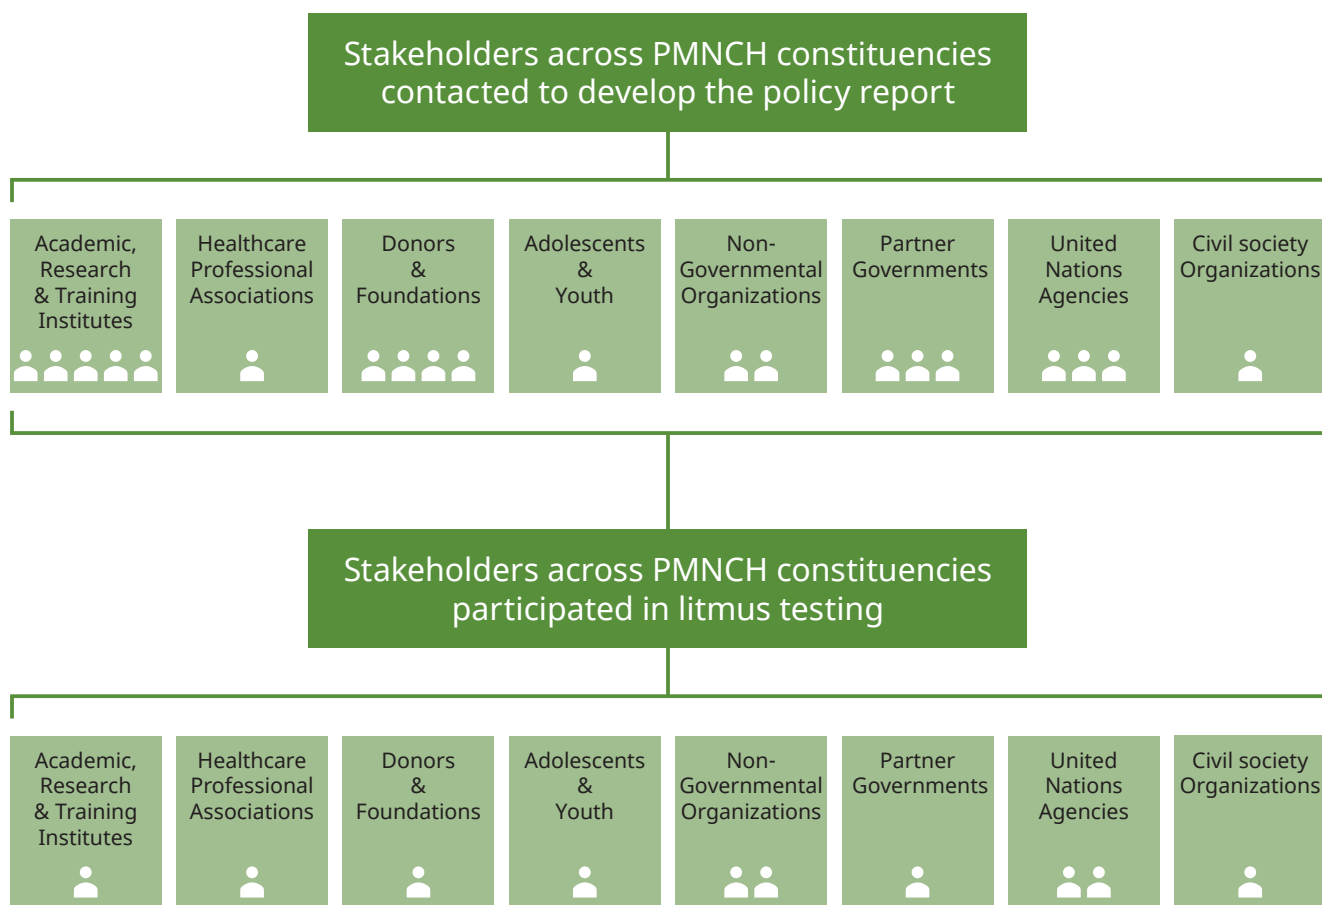 Stakeholders across PMNCH constituencies
contacted to develop the policy report
Academic,
Research
& Training
Institutes
Healthcare
Professional
Associations
Donors
&
Foundations
Adolescents
&
Youth
Non-
Governmental
Organizations
Partner
Governments
United
Nations
Agencies
Civil society
Organizations
Stakeholders across PMNCH constituencies
participated in litmus testing
Academic,
Research
& Training
Institutes
Healthcare
Professional
Associations
Donors
&
Foundations
Adolescents
&
Youth
Non-
Governmental
Organizations
Partner
Governments
United
Nations
Agencies
Civil society
Organizations